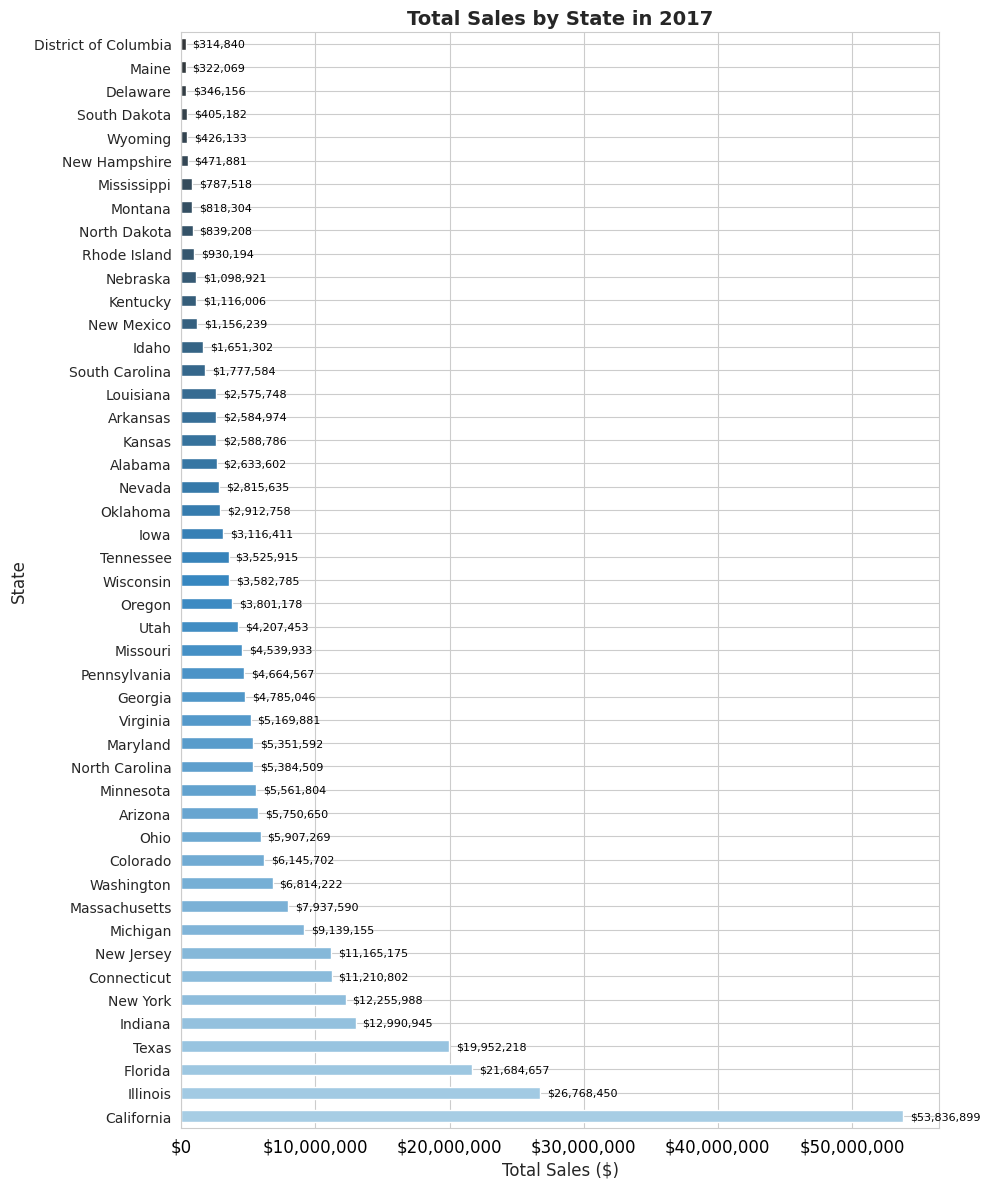 Total Sales by State in 2017
District of Columbia $314,840
Maine $322,069
Delaware $346,156
South Dakota $405,182
Wyoming $426,133
New Hampshire $471,881
Mississippi $787,518
Montana $818,304
North Dakota $839,208
Rhode Island $930,194
Nebraska $1,098,921
Kentucky $1,116,006
New Mexico $1,156,239
Idaho $1,651,302
South Carolina $1,777,584
Louisiana $2,575,748
Arkansas $2,584,974
Kansas $2,588,786
Alabama $2,633,602
Nevada $2,815,635
Oklahoma $2,912,758
Iowa $3,116,411
Tennessee $3,525,915
Wisconsin $3,582,785
Oregon $3,801,178
Utah $4,207,453
Missouri $4,539,933
Pennsylvania $4,664,567
Georgia $4,785,046
Virginia $5,169,881
Maryland $5,351,592
North Carolina $5,384,509
Minnesota $5,561,804
Arizona $5,750,650
Ohio $5,907,269
Colorado $6,145,702
Washington $6,814,222
Massachusetts $7,937,590
Michigan $9,139,155
New Jersey $11,165,175
Connecticut $11,210,802
New York $12,255,988
Indiana $12,990,945
Texas $19,952,218
Florida $21,684,657
Illinois $26,768,450
California $53,836,899
State
$0 $10,000,000 $20,000,000 $30,000,000 $40,000,000 $50,000,000
Total Sales ($)